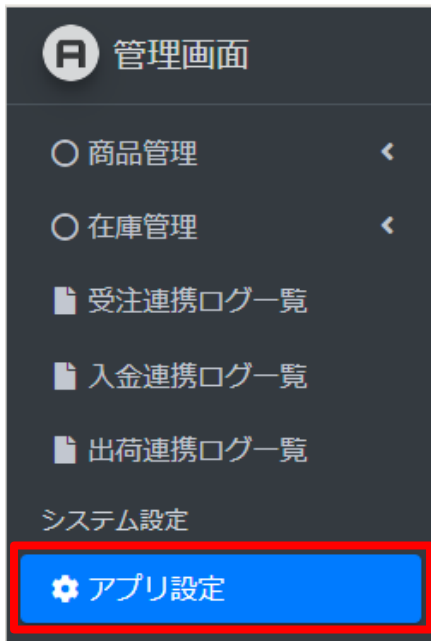 管理画面
商品管理
在庫管理
受注連携ログ一覧
入金連携ログ一覧
出荷連携ログ一覧
システム設定
アプリ設定